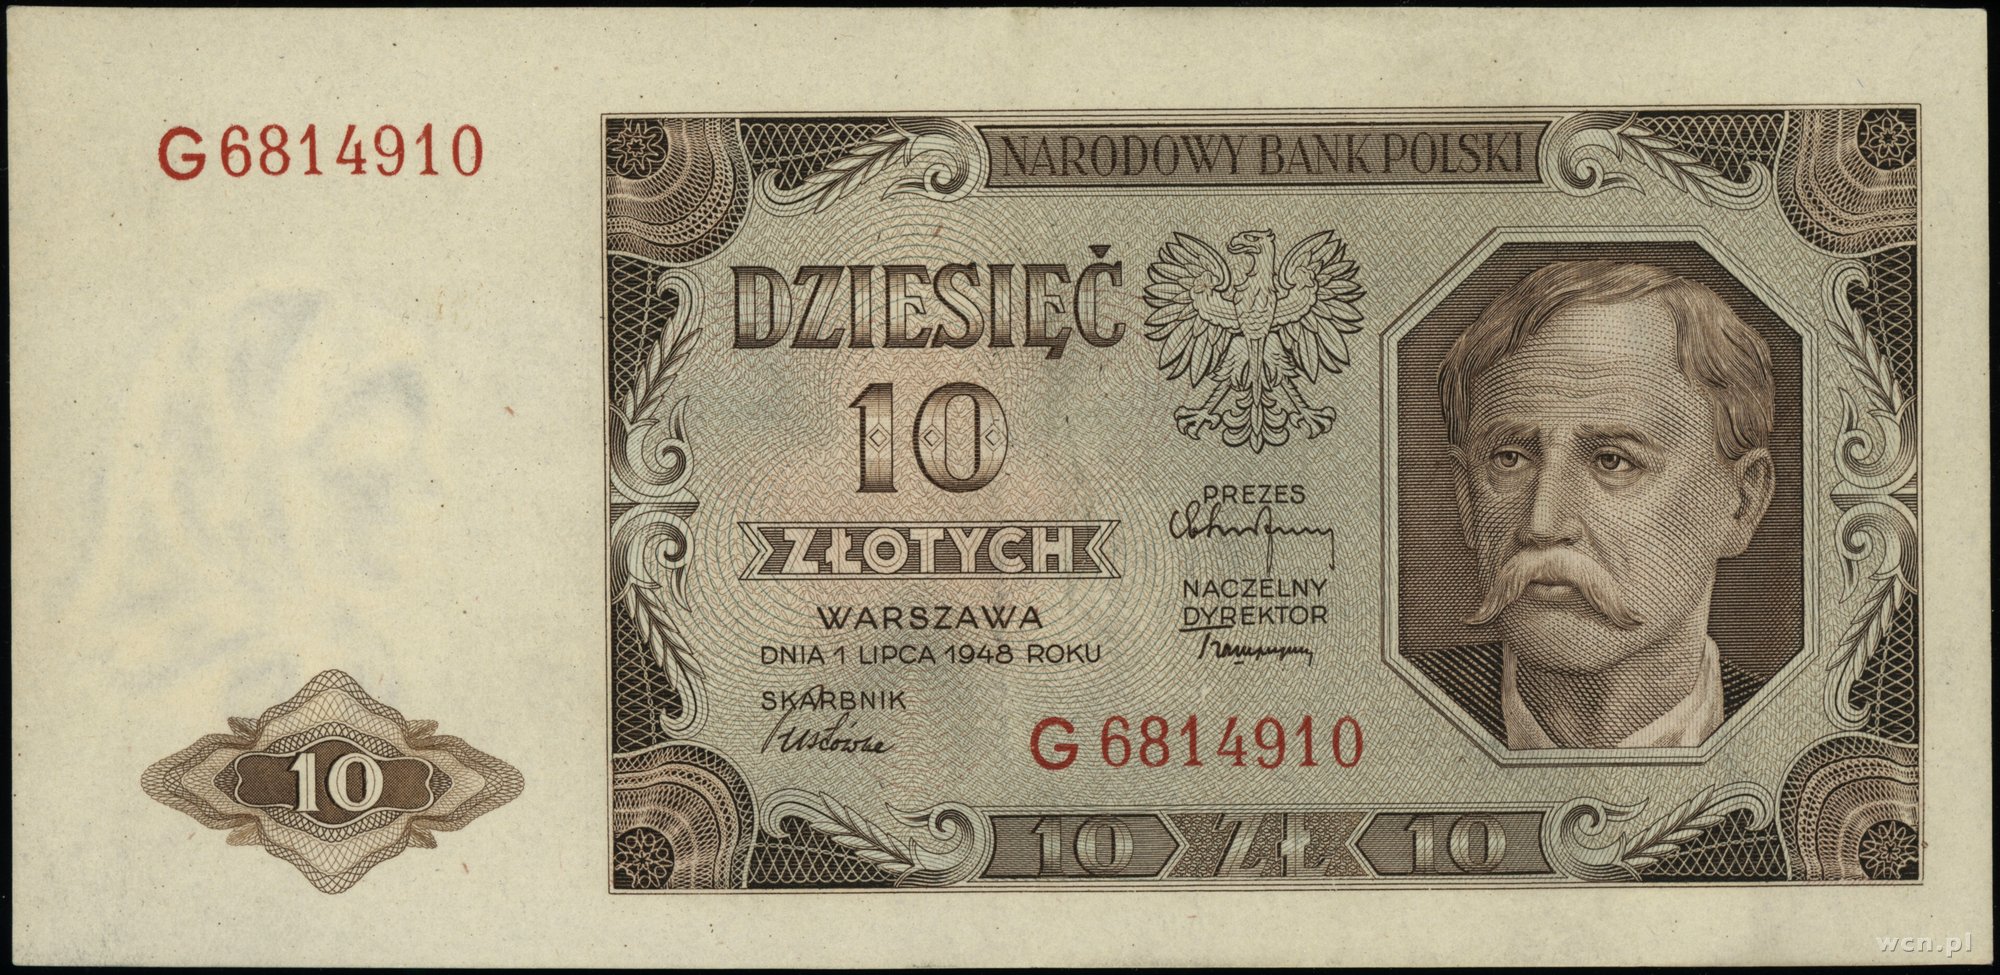 G 6814910
NARODOWY BANK POLSKI
DZIESIĘĆ
10
ZŁOTYCH
WARSZAWA
DNIA 1 LIPCA 1948 ROKU
SKARBNIK
PREZES
NACZELNY
DYREKTOR
G 6814910
10
10 ZŁ 10
wcn.pl